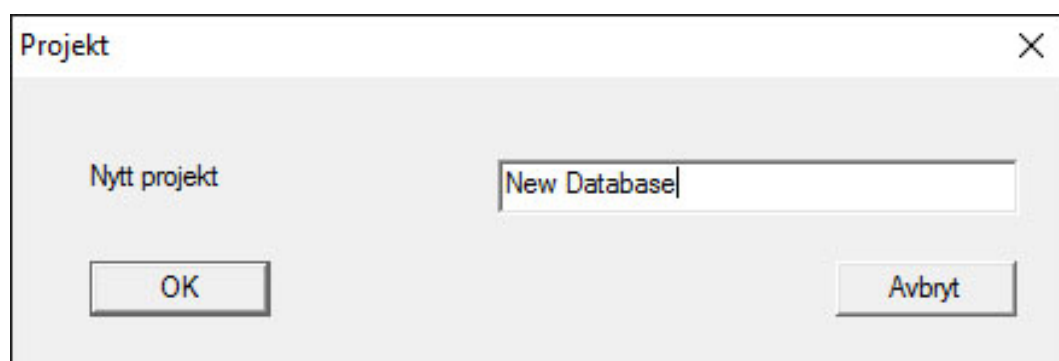 Projekt
Nytt projekt
New Database
OK
Avbryt